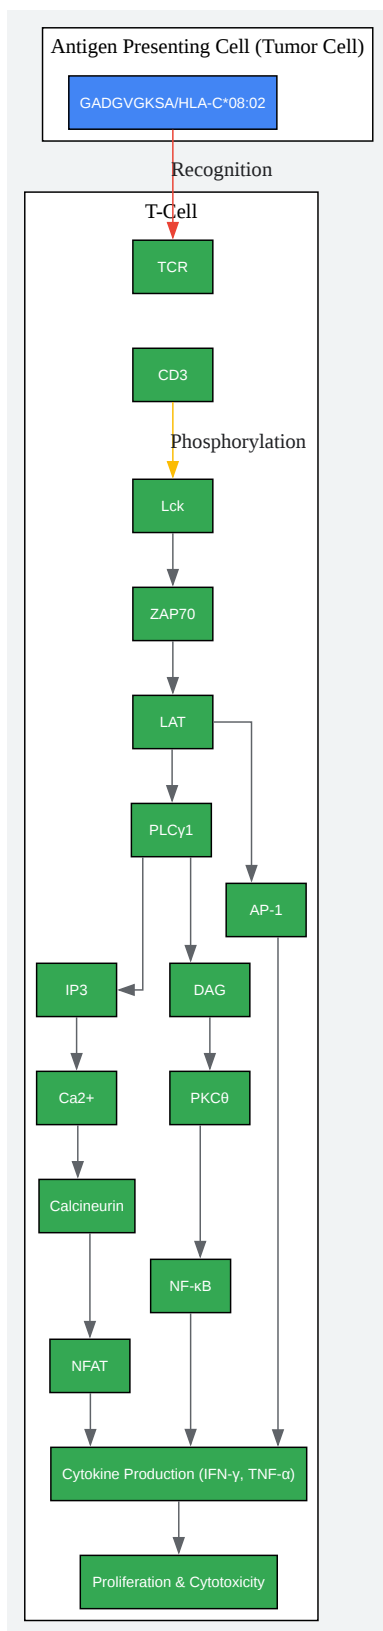 Antigen Presenting Cell (Tumor Cell)
GADGVGKSA/HLA-C*08:02
Recognition
T-Cell
TCR
CD3
Phosphorylation
Lck
ZAP70
LAT
PLCγ1
AP-1
IP3
DAG
Ca2+
PKCθ
Calcineurin
NF-κB
NFAT
Cytokine Production (IFN-γ, TNF-α)
Proliferation & Cytotoxicity